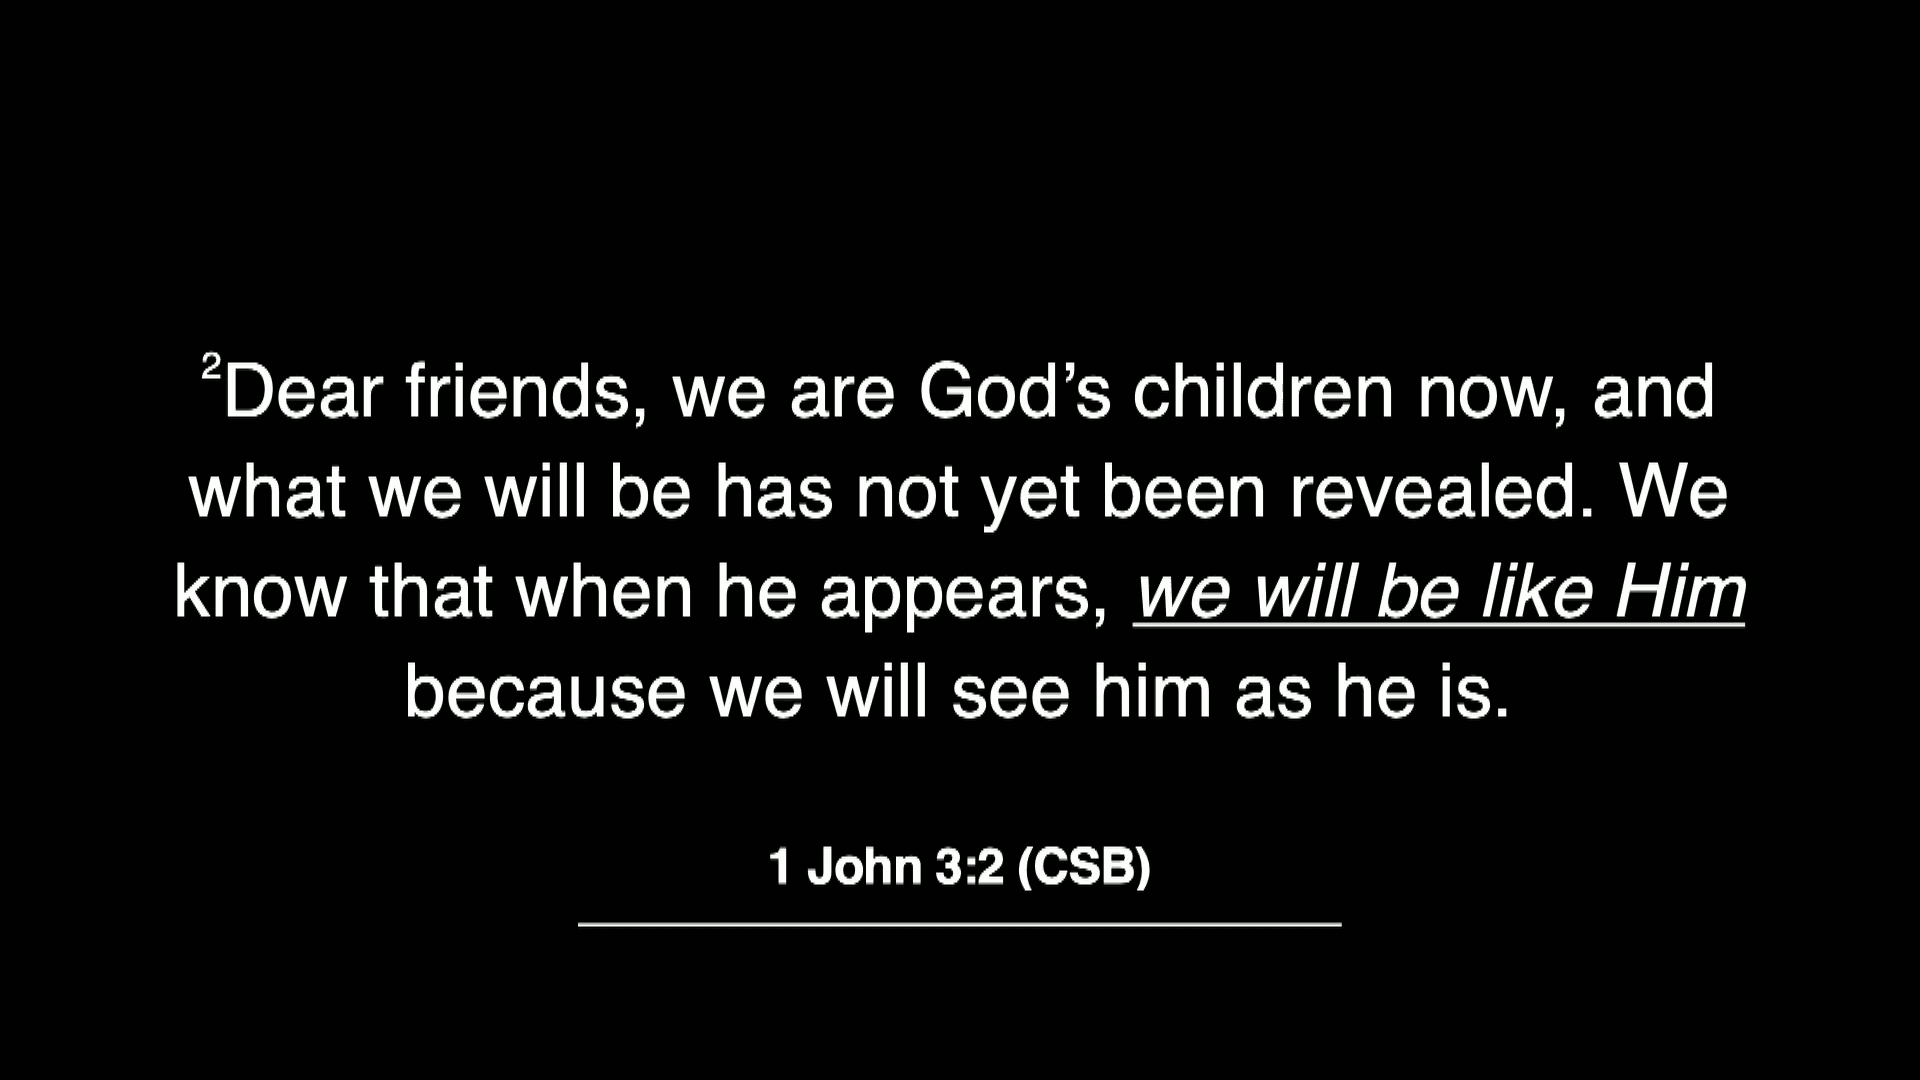 ²Dear friends, we are God’s children now, and
what we will be has not yet been revealed. We
know that when he appears, we will be like Him
because we will see him as he is.
1 John 3:2 (CSB)